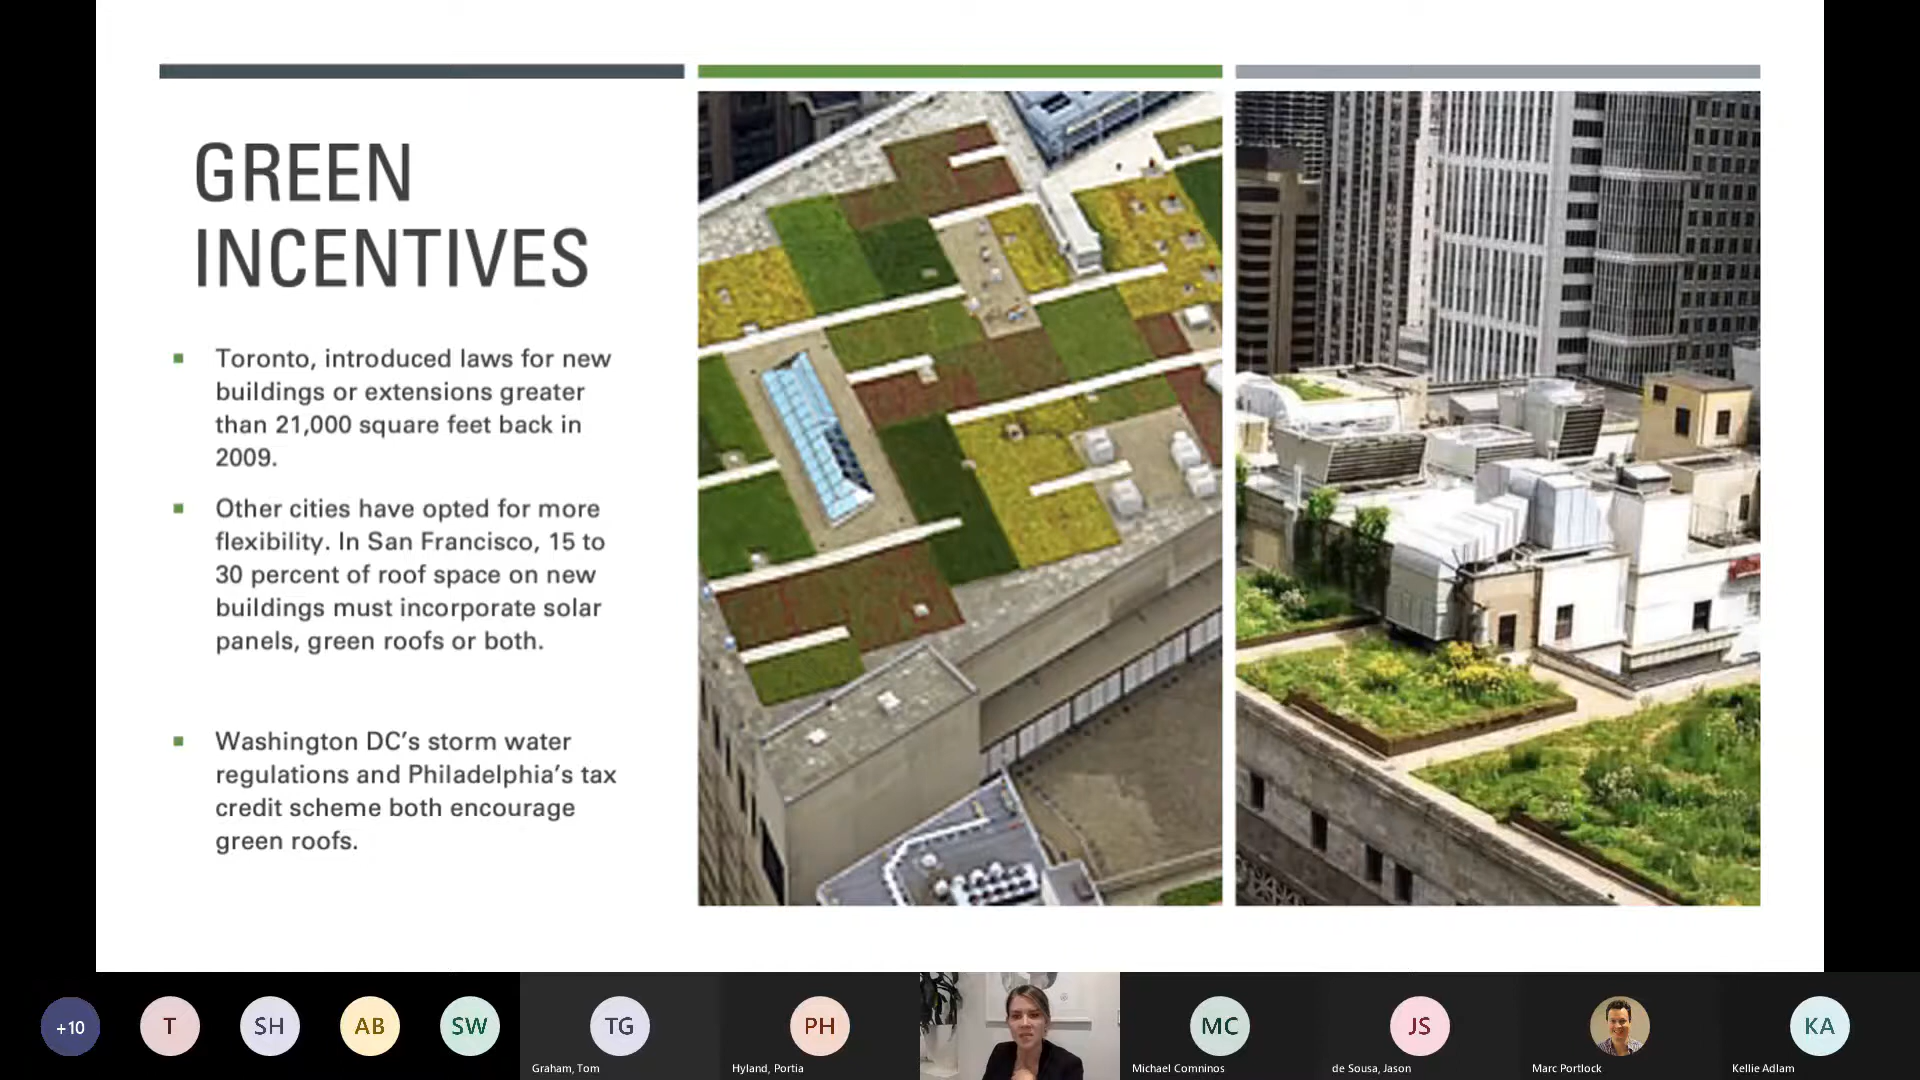 GREEN
INCENTIVES
Toronto, introduced laws for new
buildings or extensions greater
than 21,000 square feet back in
2009.
Other cities have opted for more
flexibility. In San Francisco, 15 to
30 percent of roof space on new
buildings must incorporate solar
panels, green roofs or both.
Washington DC’s storm water
regulations and Philadelphia’s tax
credit scheme both encourage
green roofs.
+10
T
SH
AB
SW
TG
PH
MC
JS
KA
Graham, Tom
Hyland, Portia
Michael Comninos
de Sousa, Jason
Marc Portlock
Kellie Adlam